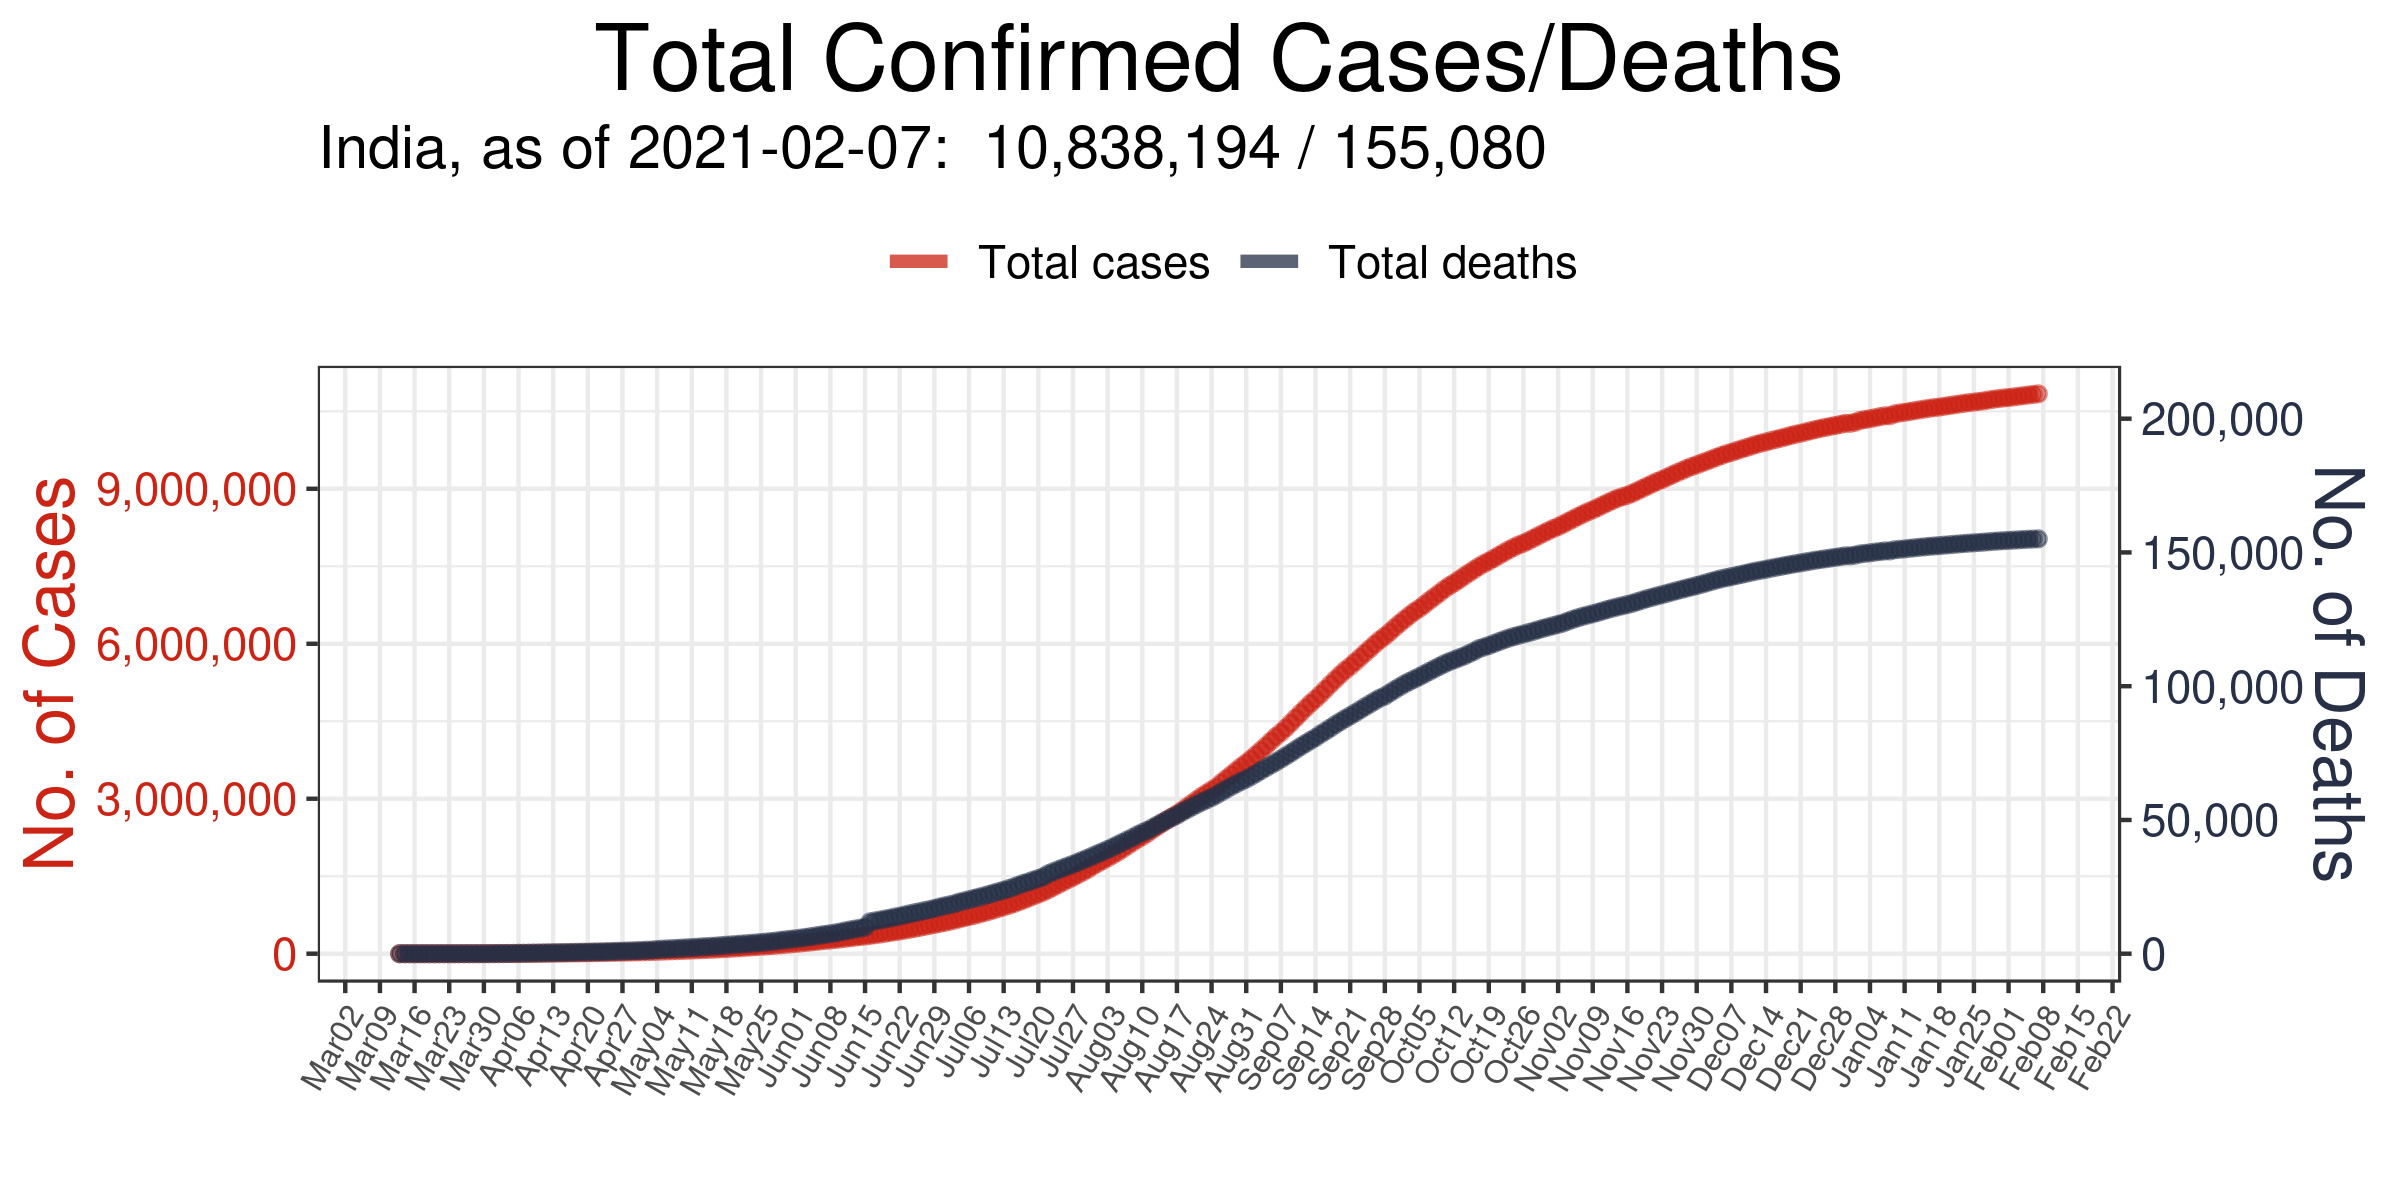 Total Confirmed Cases/Deaths
India, as of 2021-02-07:  10,838,194 / 155,080
Total cases
Total deaths
No. of Cases
9,000,000
6,000,000
3,000,000
0
200,000
150,000
100,000
50,000
0
No. of Deaths
Mar02
Mar09
Mar16
Mar23
Mar30
Apr06
Apr13
Apr20
Apr27
May04
May11
May18
May25
Jun01
Jun08
Jun15
Jun22
Jun29
Jul06
Jul13
Jul20
Jul27
Aug03
Aug10
Aug17
Aug24
Aug31
Sep07
Sep14
Sep21
Sep28
Oct05
Oct12
Oct19
Oct26
Nov02
Nov09
Nov16
Nov23
Nov30
Dec07
Dec14
Dec21
Dec28
Jan04
Jan11
Jan18
Jan25
Feb01
Feb08
Feb15
Feb22